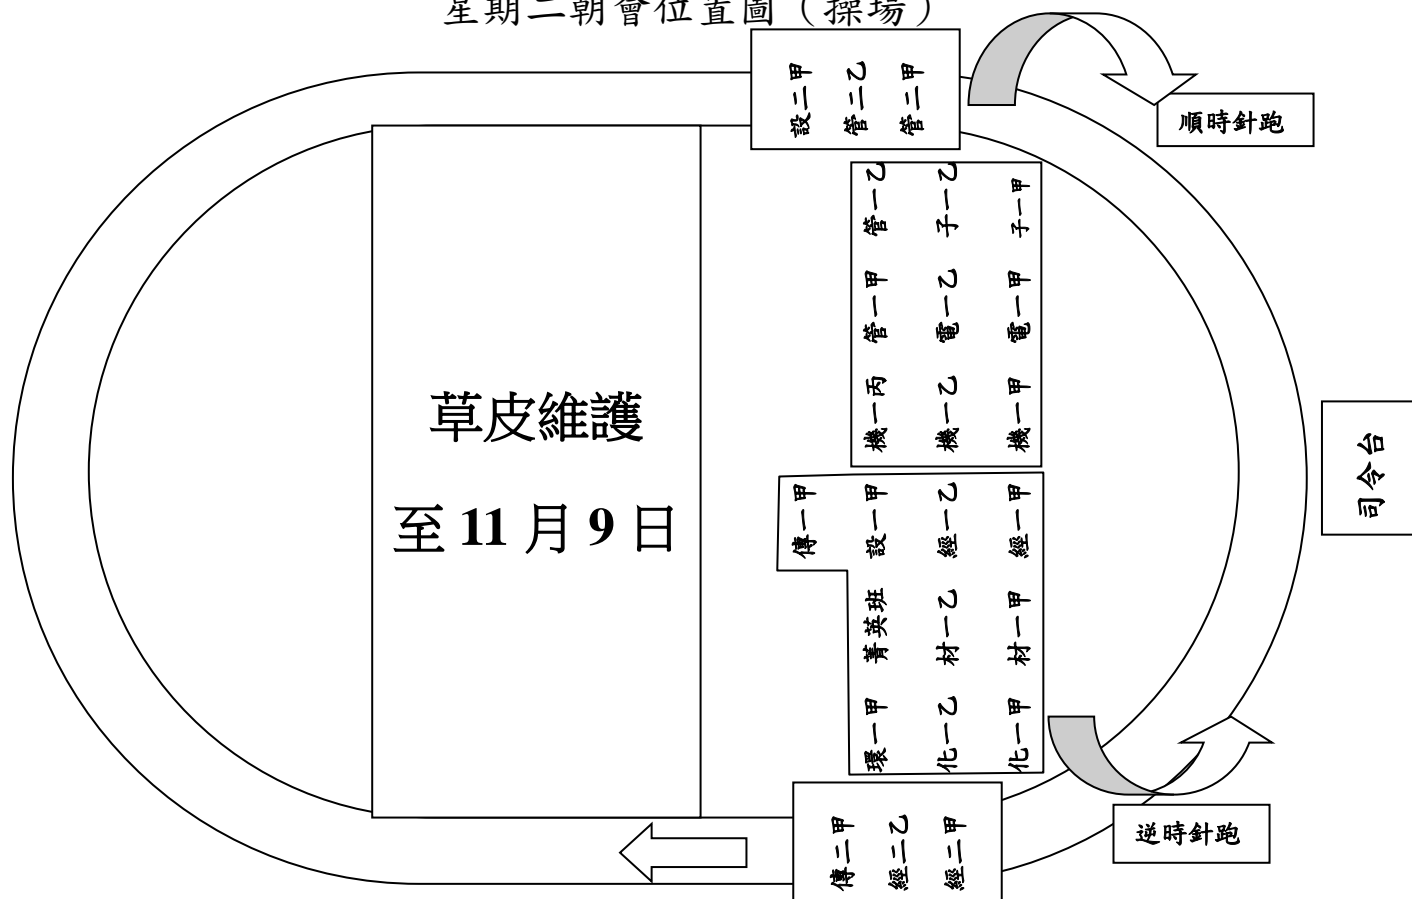 星期二朝會位置圖（操場）
設二甲
管二乙
管二甲
順時針跑
管一乙
子一乙
子一甲
管一甲
電一乙
電一甲
機一丙
機一乙
機一甲
草皮維護
至 11 月 9 日
司令台
傳一甲
設一甲
經一乙
經一甲
菁英班
材一乙
材一甲
環一甲
化一乙
化一甲
傳二甲
經二乙
經二甲
逆時針跑